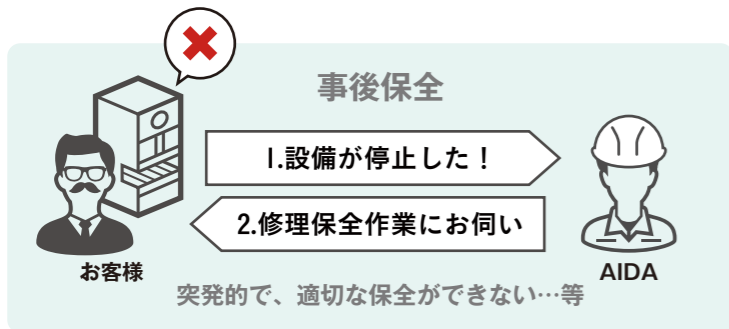 事後保全
1.設備が停止した！
2.修理保全作業にお伺い
お客様
AIDA
突発的で、適切な保全ができない…等